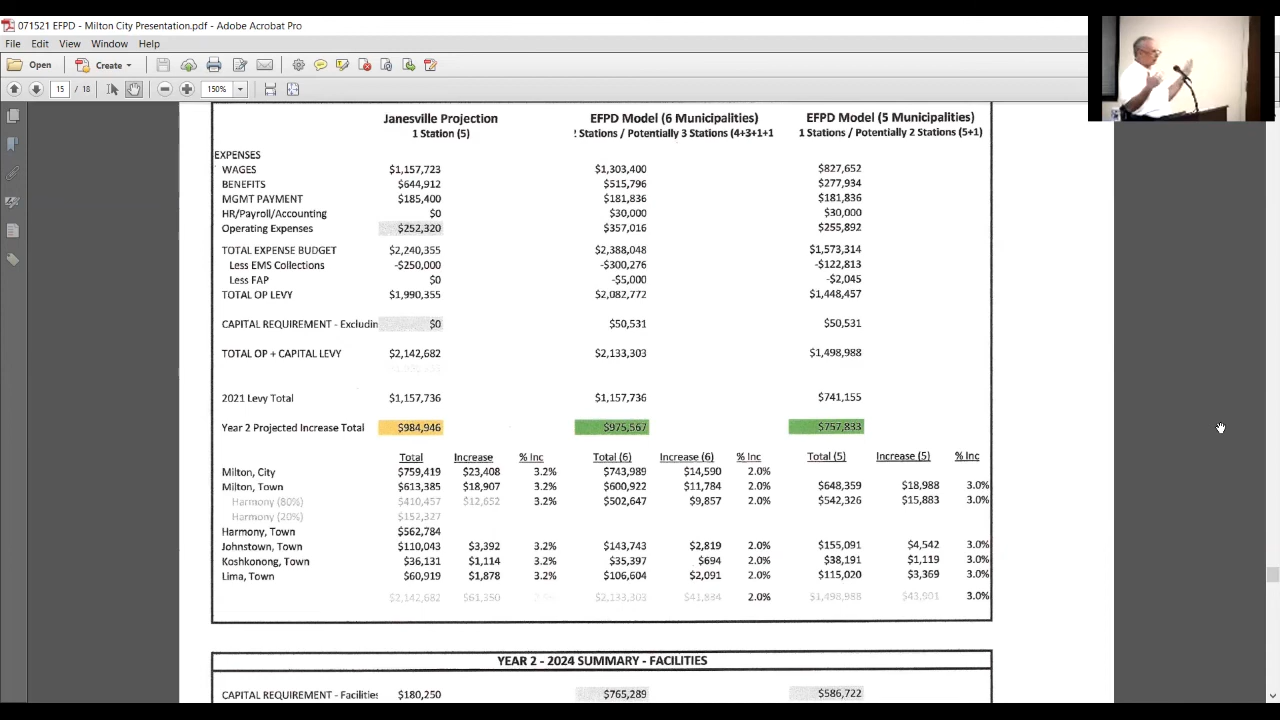 071521 EFPD - Milton City Presentation.pdf - Adobe Acrobat Pro
File Edit View Window Help
Open Create
15 / 18 150%
Janesville Projection EFPD Model (6 Municipalities) EFPD Model (5 Municipalities)
1 Station (5) ! Stations / Potentially 3 Stations (4+3+1+1 1 Stations / Potentially 2 Stations (5+1)
EXPENSES
WAGES $1,157,723 $1,303,400 $827,652
BENEFITS $644,912 $515,796 $277,934
MGMT PAYMENT $185,400 $181,836 $181,836
HR/Payroll/Accounting $0 $30,000 $30,000
Operating Expenses $252,320 $357,016 $255,892
TOTAL EXPENSE BUDGET $2,240,355 $2,388,048 $1,573,314
Less EMS Collections -$250,000 -$300,276 -$122,813
Less FAP $0 -$5,000 -$2,045
TOTAL OP LEVY $1,990,355 $2,082,772 $1,448,457
CAPITAL REQUIREMENT - Excludin $0 $50,531 $50,531
TOTAL OP + CAPITAL LEVY $2,142,682 $2,133,303 $1,498,988
2021 Levy Total $1,157,736 $1,157,736 $741,155
Year 2 Projected Increase Total $984,946 $975,567 $757,833
Total Increase % Inc Total (6) Increase (6) % Inc Total (5) Increase (5) % Inc
Milton, City $759,419 $23,408 3.2% $743,989 $14,590 2.0%
Milton, Town $613,385 $18,907 3.2% $600,922 $11,784 2.0% $648,359 $18,988 3.0%
Harmony (80%) $410,457 $12,652 3.2% $502,647 $9,857 2.0% $542,326 $15,883 3.0%
Harmony (20%) $152,327
Harmony, Town $562,784
Johnstown, Town $110,043 $3,392 3.2% $143,743 $2,819 2.0% $155,091 $4,542 3.0%
Koshkonong, Town $36,131 $1,114 3.2% $35,397 $694 2.0% $38,191 $1,119 3.0%
Lima, Town $60,919 $1,878 3.2% $106,604 $2,091 2.0% $115,020 $3,369 3.0%
$2,142,682 $61,350 $2,133,303 $41,834 2.0% $1,498,988 $43,901 3.0%
YEAR 2 - 2024 SUMMARY - FACILITIES
CAPITAL REQUIREMENT - Facilities $180,250 $765,289 $586,722